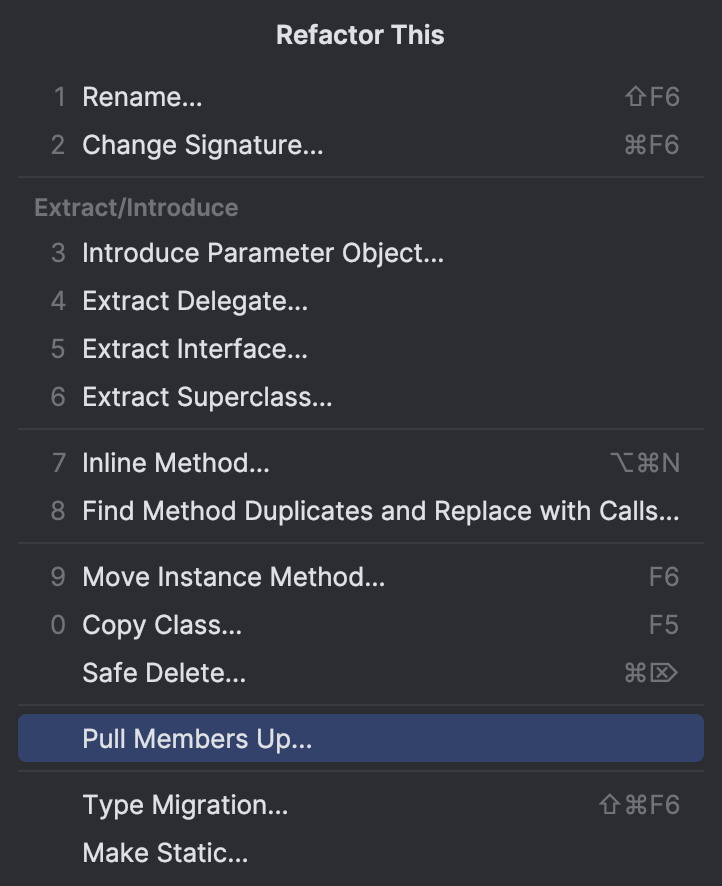 Refactor This
1 Rename... ⇧F6
2 Change Signature... ⌘F6
Extract/Introduce
3 Introduce Parameter Object...
4 Extract Delegate...
5 Extract Interface...
6 Extract Superclass...
7 Inline Method... ⌥⌘N
8 Find Method Duplicates and Replace with Calls...
9 Move Instance Method... F6
0 Copy Class... F5
Safe Delete... ⌘⌦
Pull Members Up...
Type Migration... ⇧⌘F6
Make Static...